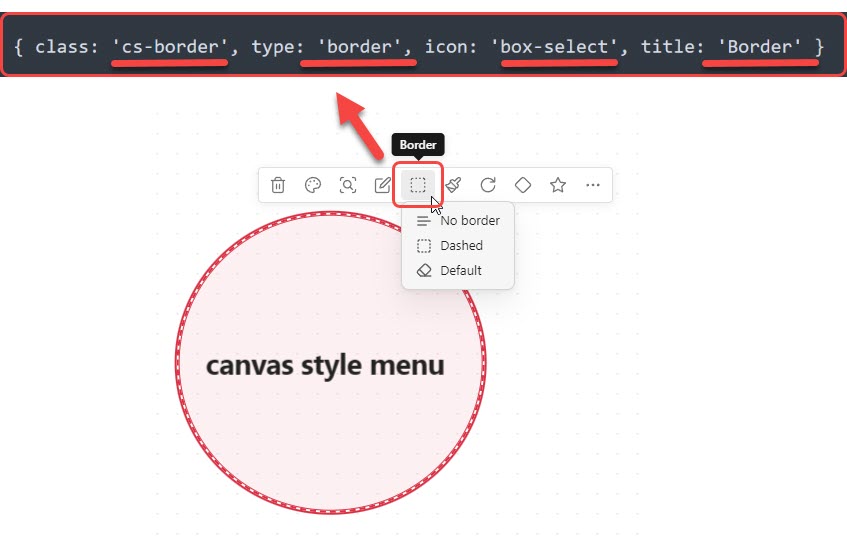 { class: 'cs-border', type: 'border', icon: 'box-select', title: 'Border' }
Border
No border
Dashed
Default
canvas style menu